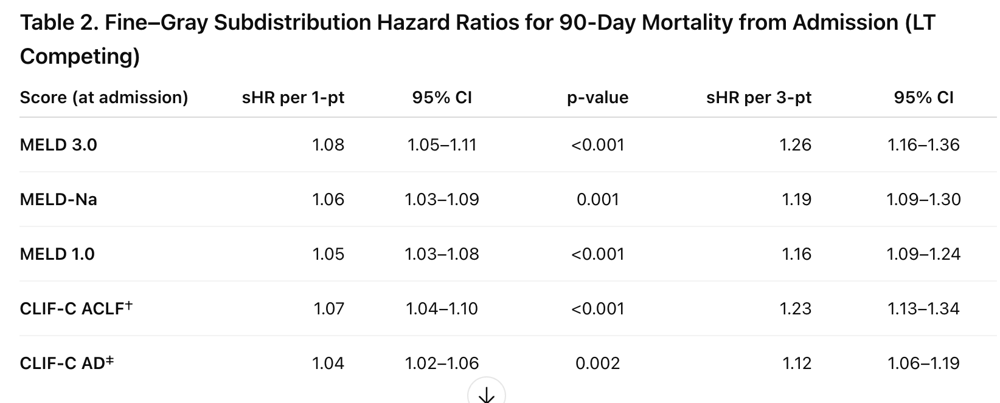 Table 2. Fine–Gray Subdistribution Hazard Ratios for 90-Day Mortality from Admission (LT
Competing)
Score (at admission) sHR per 1-pt 95% CI p-value sHR per 3-pt 95% CI
MELD 3.0 1.08 1.05–1.11 <0.001 1.26 1.16–1.36
MELD-Na 1.06 1.03–1.09 0.001 1.19 1.09–1.30
MELD 1.0 1.05 1.03–1.08 <0.001 1.16 1.09–1.24
CLIF-C ACLF† 1.07 1.04–1.10 <0.001 1.23 1.13–1.34
CLIF-C AD‡ 1.04 1.02–1.06 0.002 1.12 1.06–1.19